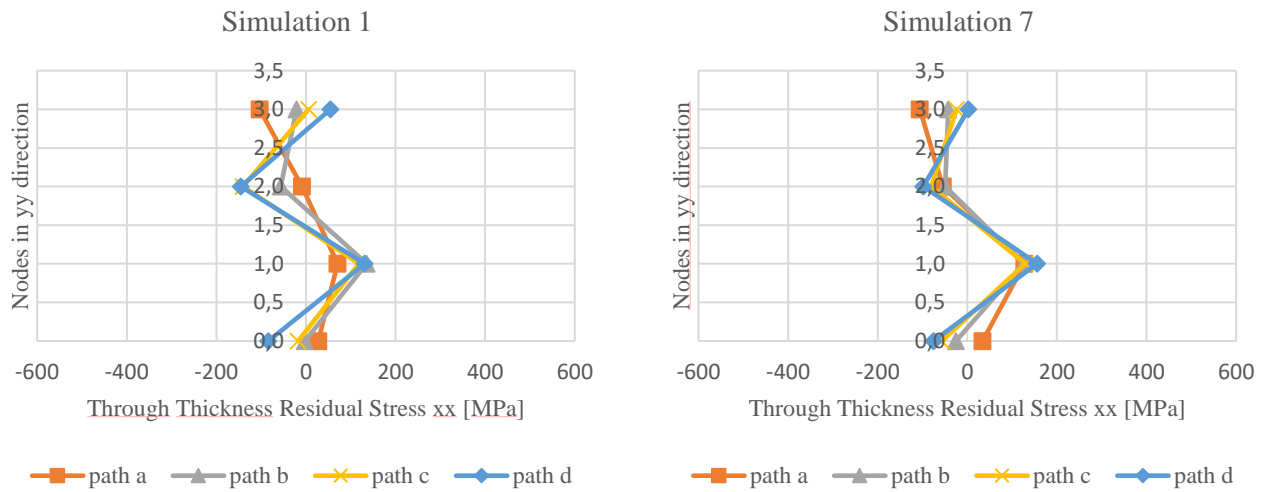 Simulation 1
3,5
3,0
2,5
2,0
1,5
1,0
0,5
0,0
-600 -400 -200 0 200 400 600
Nodes in yy direction
Through Thickness Residual Stress xx [MPa]
path a path b path c path d
Simulation 7
3,5
3,0
2,5
2,0
1,5
1,0
0,5
0,0
-600 -400 -200 0 200 400 600
Nodes in yy direction
Through Thickness Residual Stress xx [MPa]
path a path b path c path d